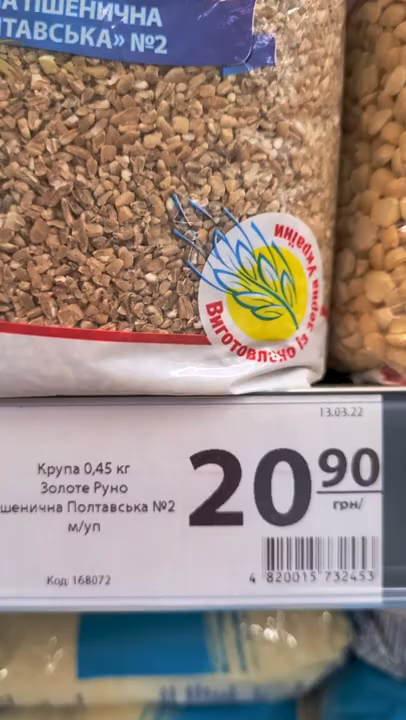 ПШЕНИЧНА
ЛТАВСЬКА» №2
Виготовлено із зерна України
13.03.22
Крупа 0,45 кг
Золоте Руно
шенична Полтавська №2
м/уп
20 90
грн/
Код: 168072
4 820015 732453